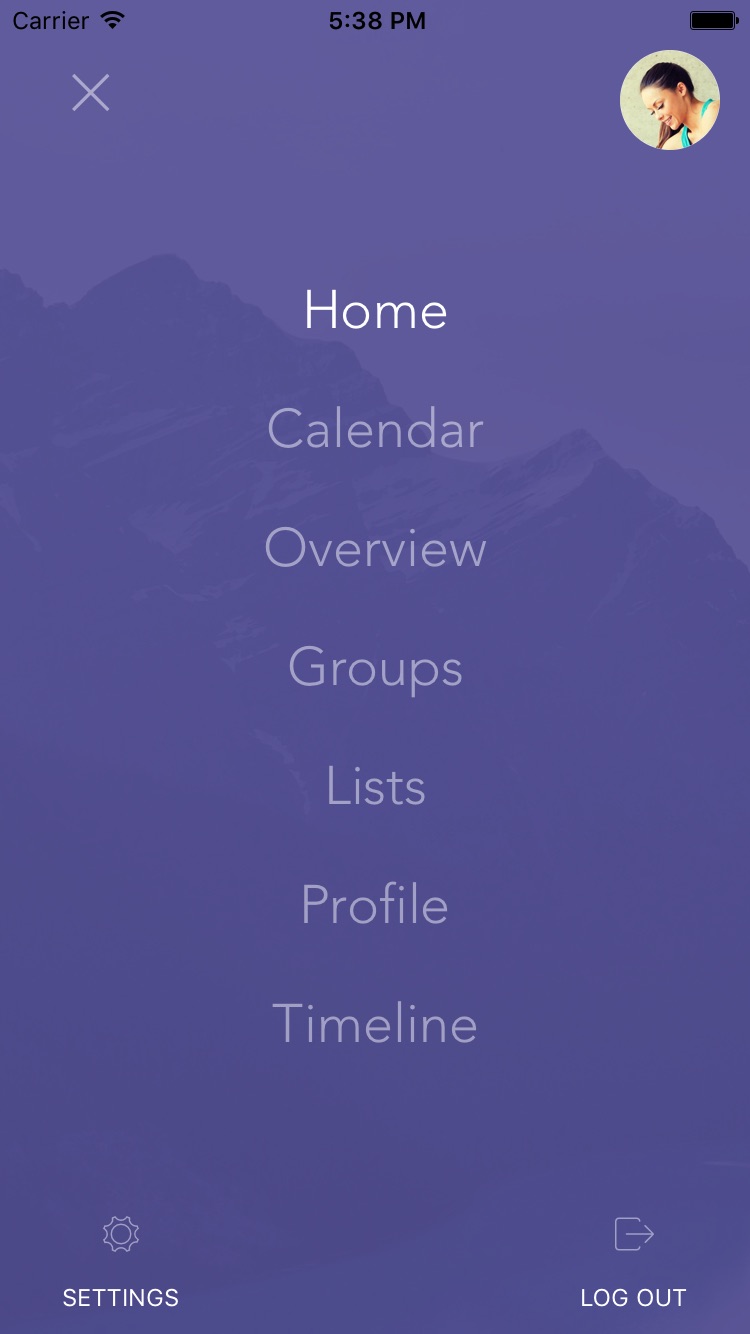 Carrier 5:38 PM
Home
Calendar
Overview
Groups
Lists
Profile
Timeline
SETTINGS LOG OUT